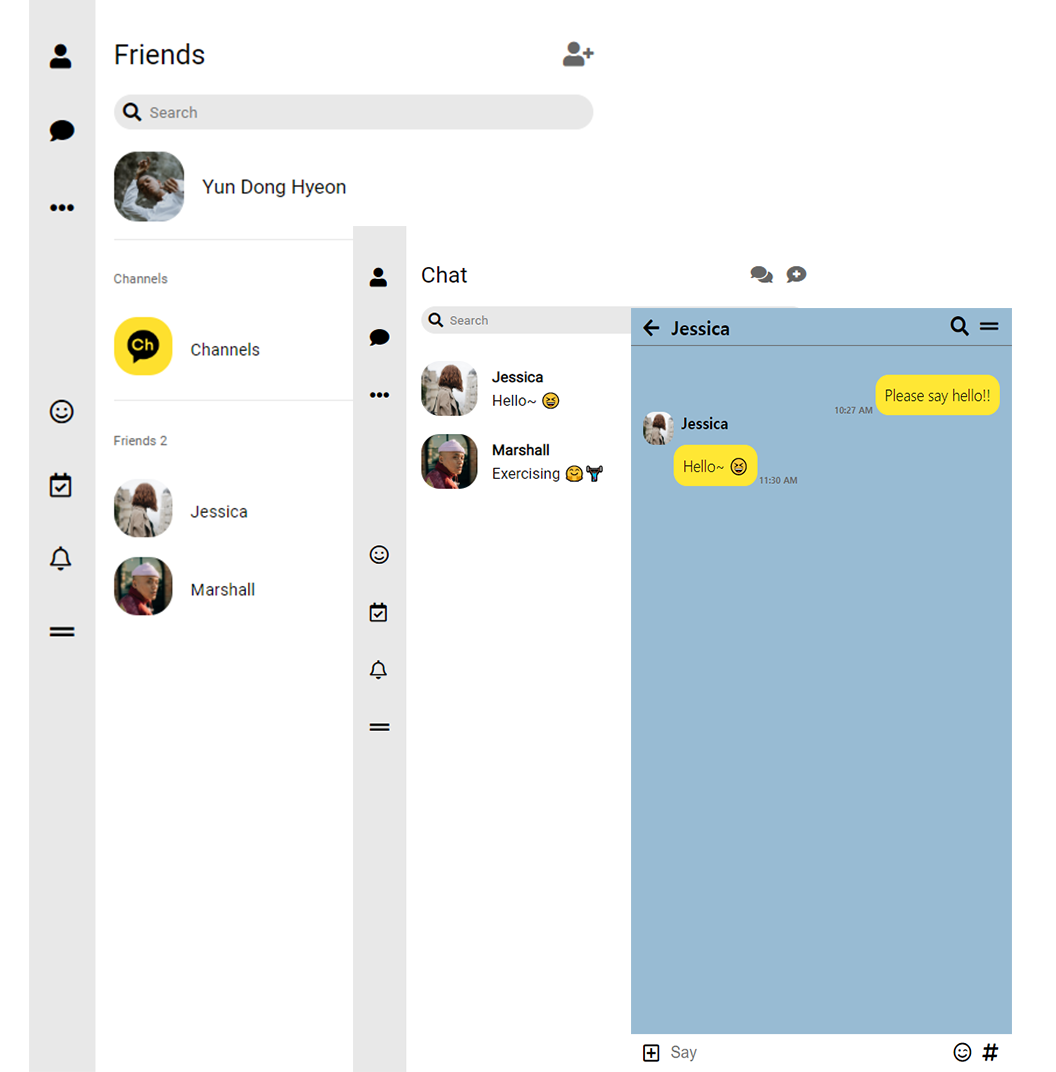 Friends
Search
Yun Dong Hyeon
Channels
Ch
Channels
Friends 2
Jessica
Marshall
Chat
Search
Jessica
Hello~ 😆
Marshall
Exercising 🤗🏋
Jessica
Please say hello!!
10:27 AM
Jessica
Hello~ 😆
11:30 AM
Say
#